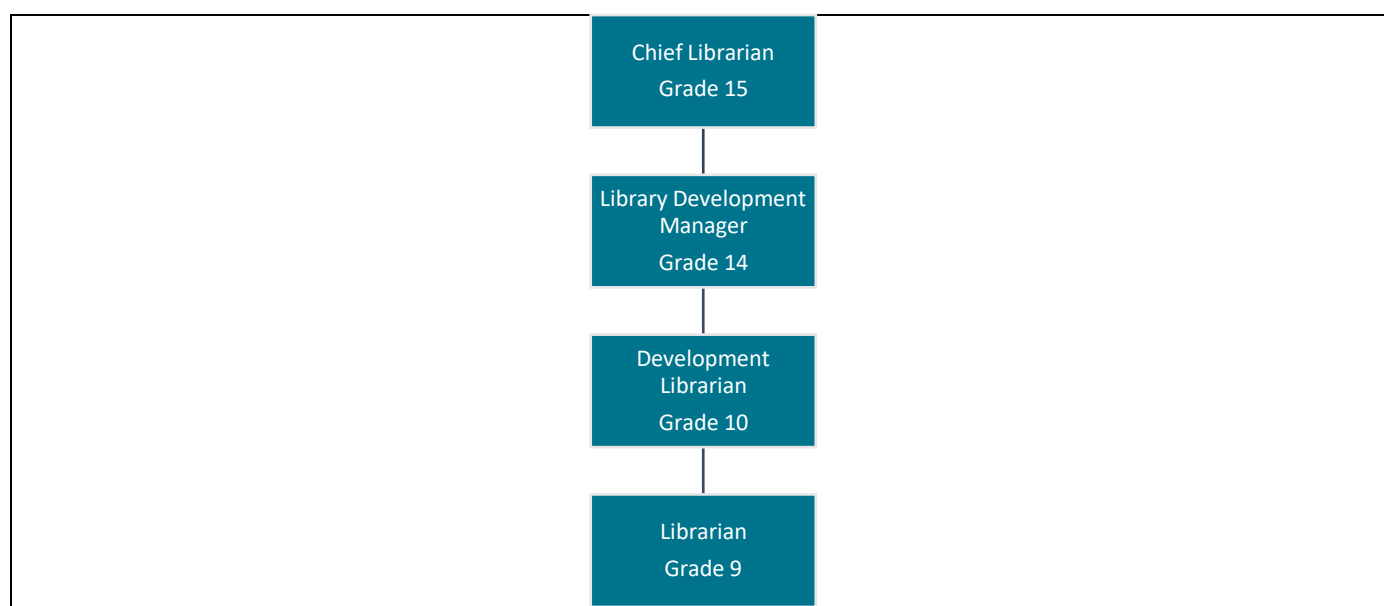 Chief Librarian
Grade 15
Library Development
Manager
Grade 14
Development
Librarian
Grade 10
Librarian
Grade 9